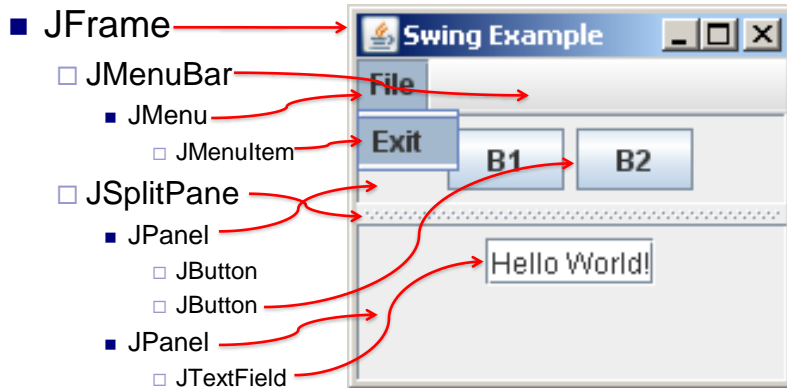 JFrame
JMenuBar
JMenu
JMenuItem
JSplitPane
JPanel
JButton
JButton
JPanel
JTextField
Swing Example
File
Exit
B1 B2
Hello World!